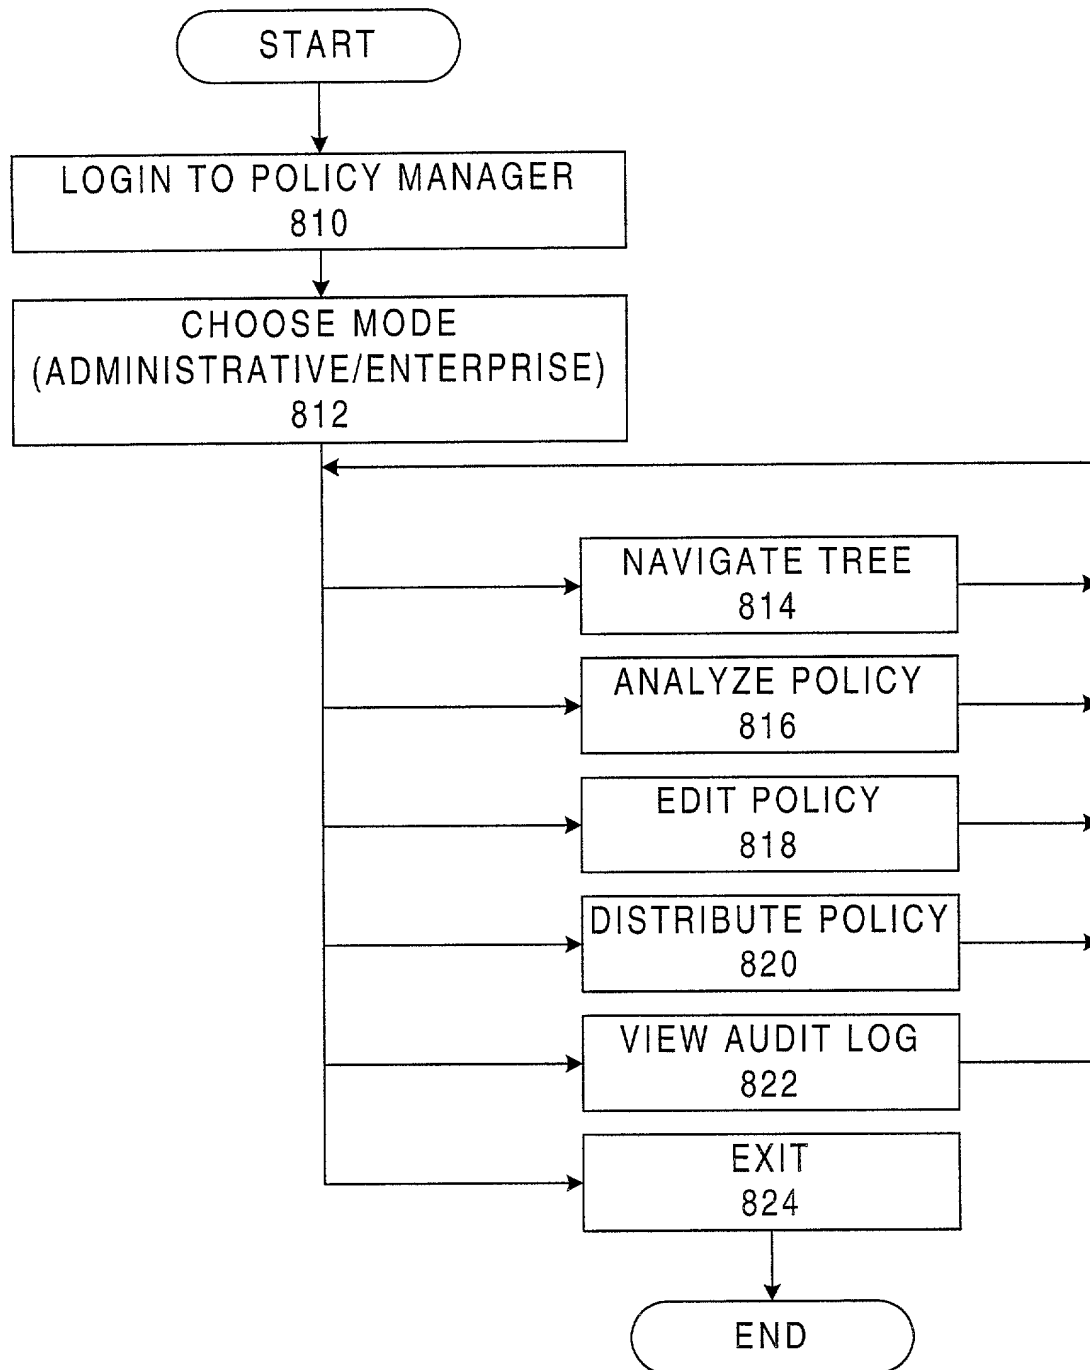 START
LOGIN TO POLICY MANAGER
810
CHOOSE MODE
(ADMINISTRATIVE/ENTERPRISE)
812
NAVIGATE TREE
814
ANALYZE POLICY
816
EDIT POLICY
818
DISTRIBUTE POLICY
820
VIEW AUDIT LOG
822
EXIT
824
END